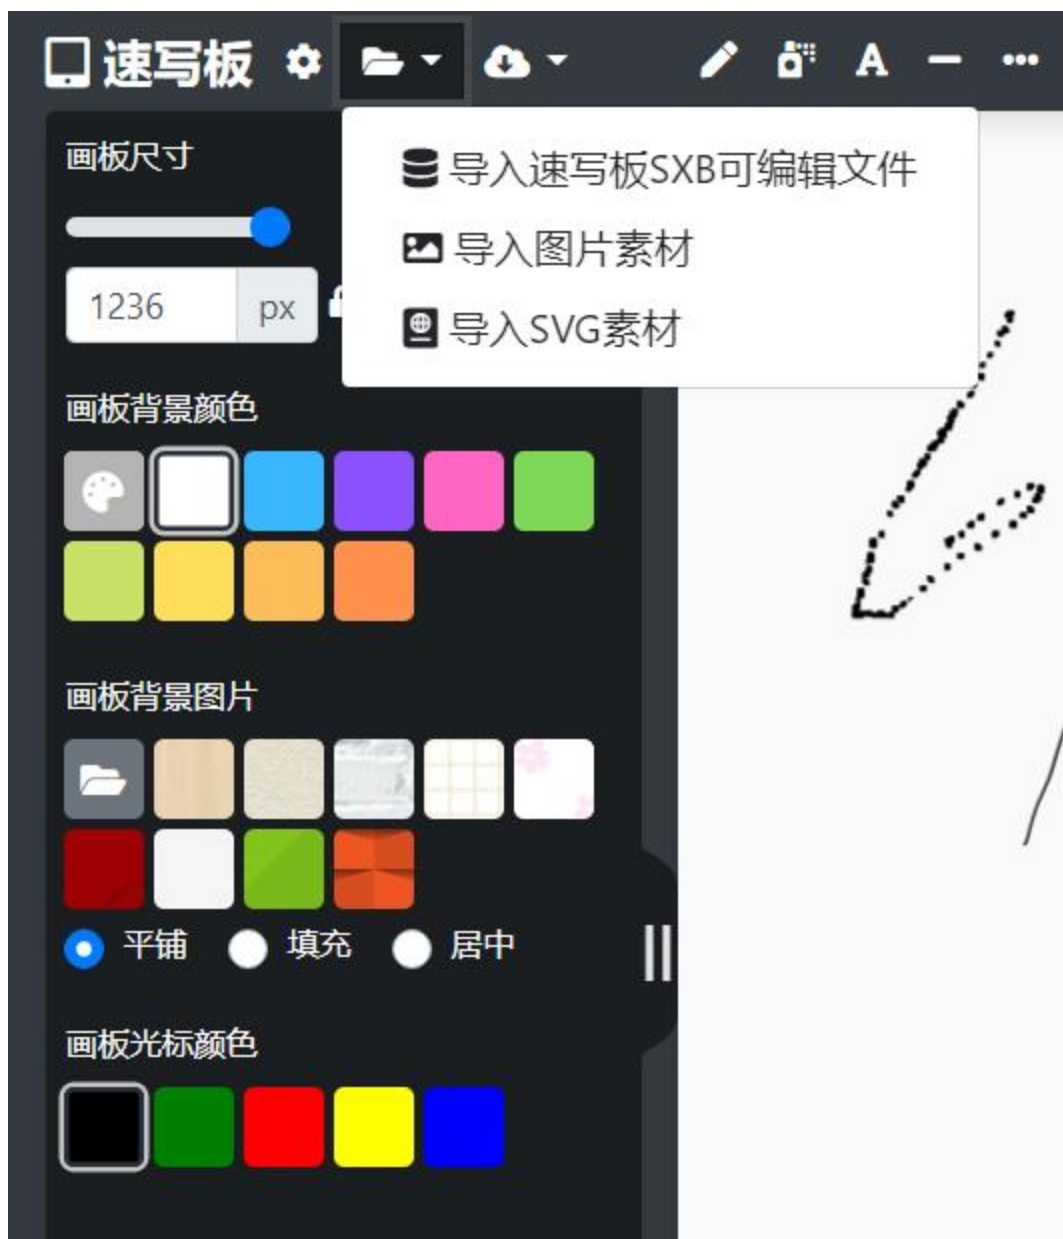 速写板
A
导入速写板SXB可编辑文件
导入图片素材
导入SVG素材
画板尺寸
1236 px
画板背景颜色
画板背景图片
平铺 填充 居中
画板光标颜色